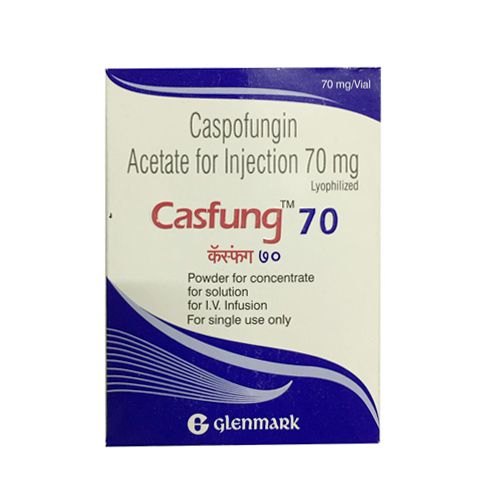 70 mg/Vial
Caspofungin
Acetate for Injection 70 mg
Lyophilized
Casfung™ 70
कॅस्फंग ७०
Powder for concentrate
for solution
for I.V. Infusion
For single use only
G glenmark